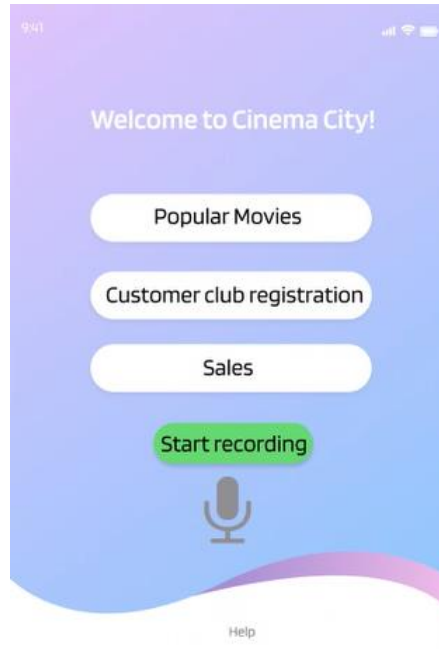 9:41
Welcome to Cinema City!
Popular Movies
Customer club registration
Sales
Start recording
Help